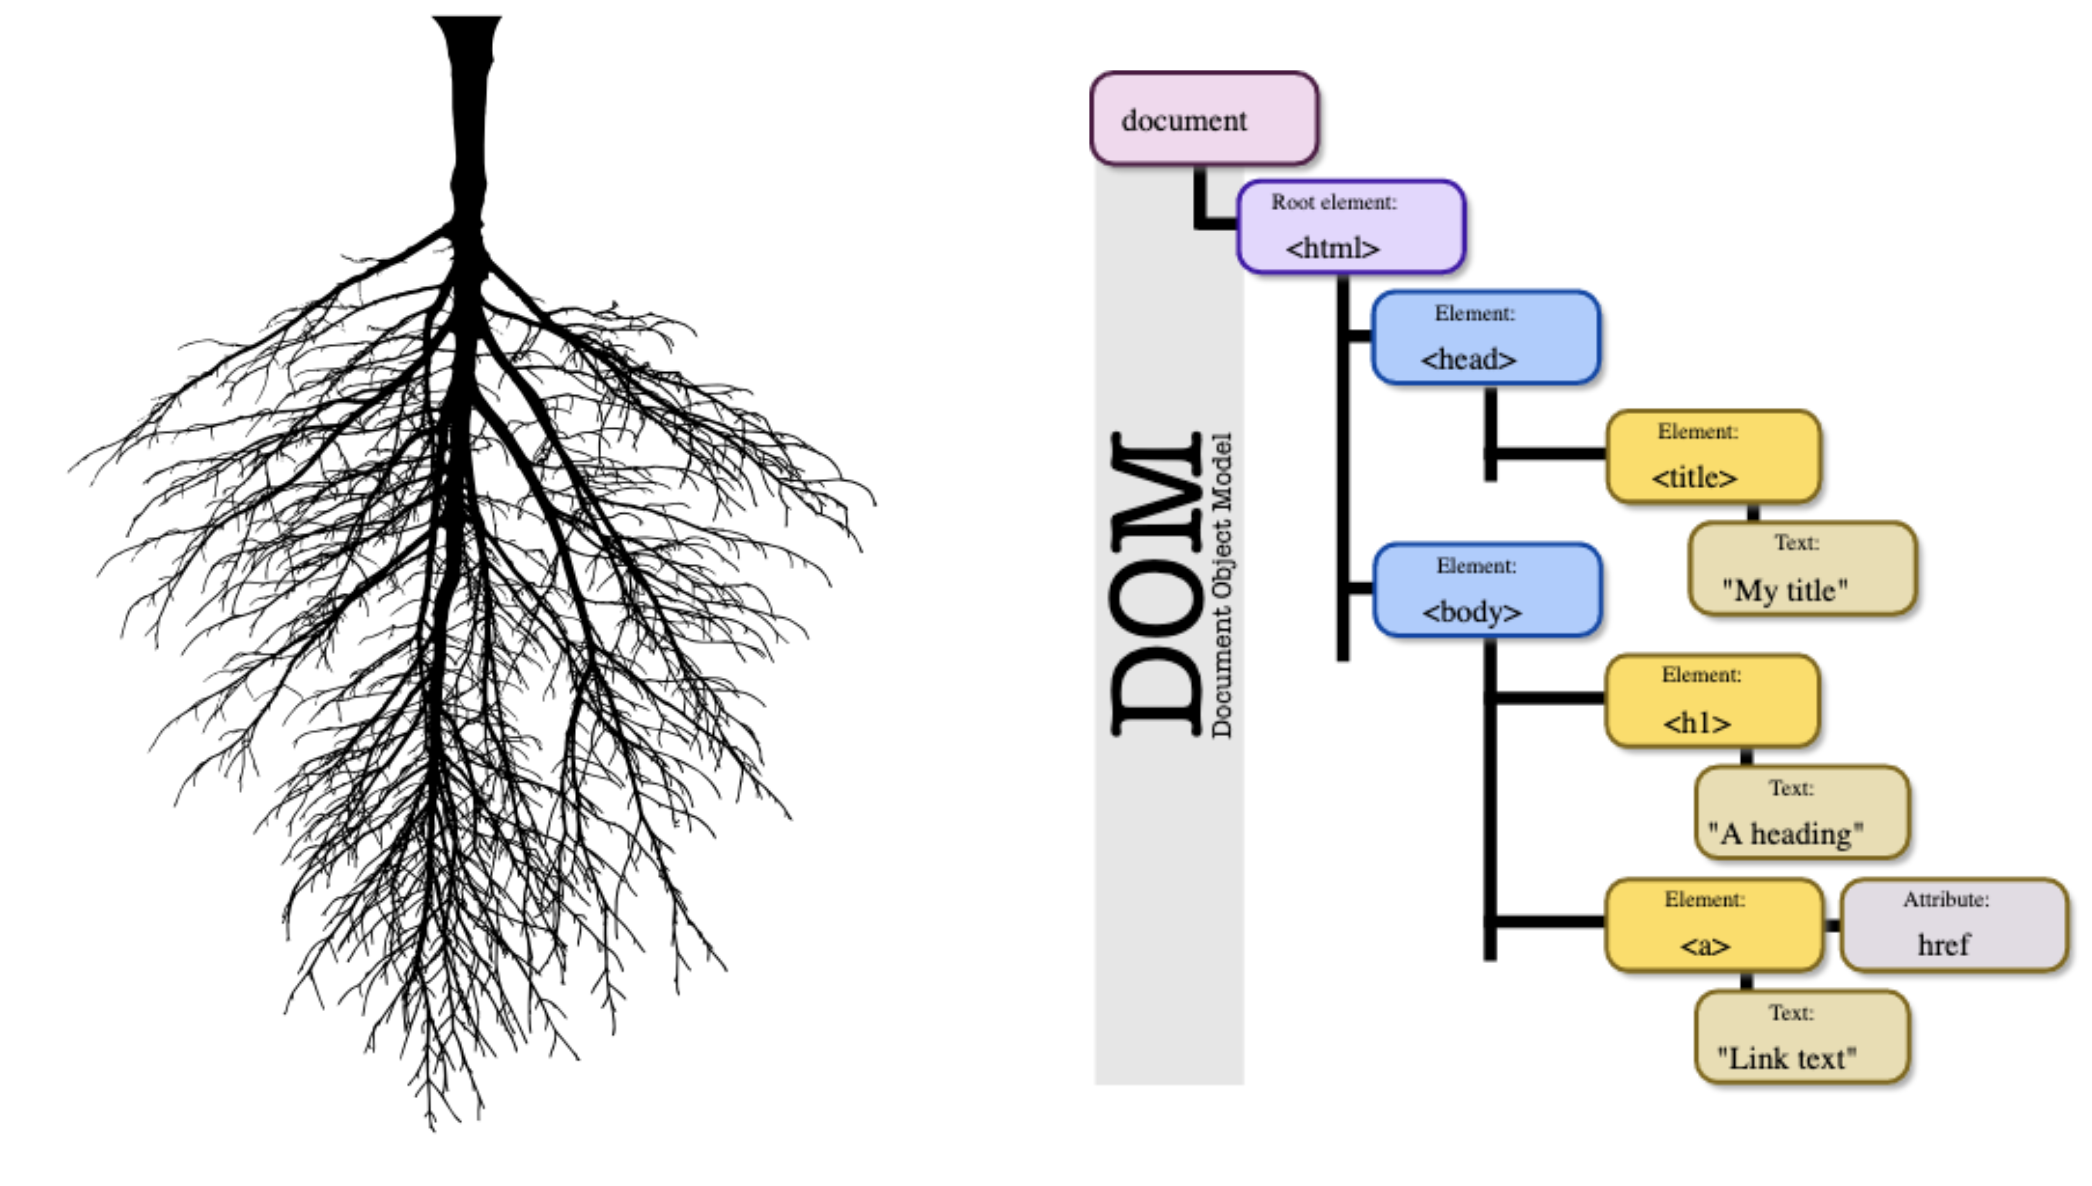 document
Root element:
<html>
Element:
<head>
Element:
<title>
Text:
"My title"
Element:
<body>
Element:
<h1>
Text:
"A heading"
Element:
<a>
Attribute:
href
Text:
"Link text"
DOM
Document Object Model